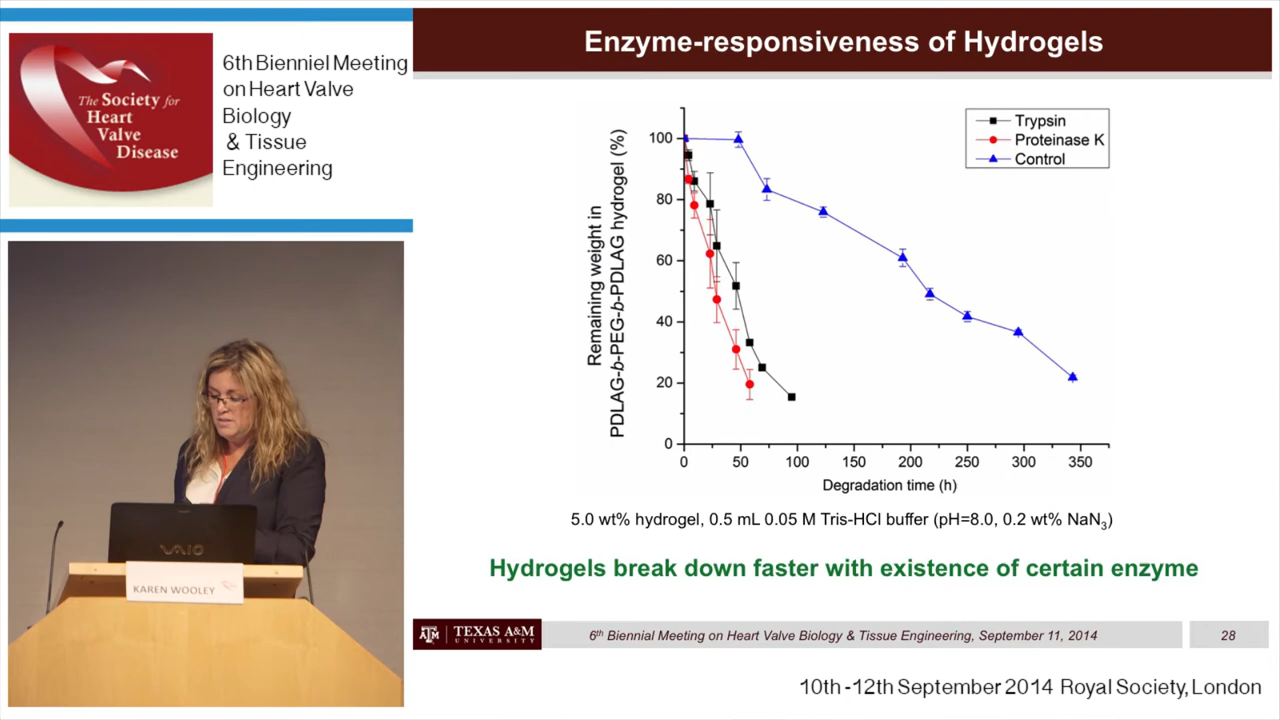 The Society for
Heart
Valve
Disease
6th Bienniel Meeting
on Heart Valve
Biology
& Tissue
Engineering
Enzyme-responsiveness of Hydrogels
Remaining weight in
PDLAG-b-PEG-b-PDLAG hydrogel (%)
100
80
60
40
20
0
0 50 100 150 200 250 300 350
Degradation time (h)
Trypsin
Proteinase K
Control
5.0 wt% hydrogel, 0.5 mL 0.05 M Tris-HCl buffer (pH=8.0, 0.2 wt% NaN3)
Hydrogels break down faster with existence of certain enzyme
VAIO
KAREN WOOLEY
ATM TEXAS A&M
UNIVERSITY
6th Biennial Meeting on Heart Valve Biology & Tissue Engineering, September 11, 2014
28
10th -12th September 2014 Royal Society, London